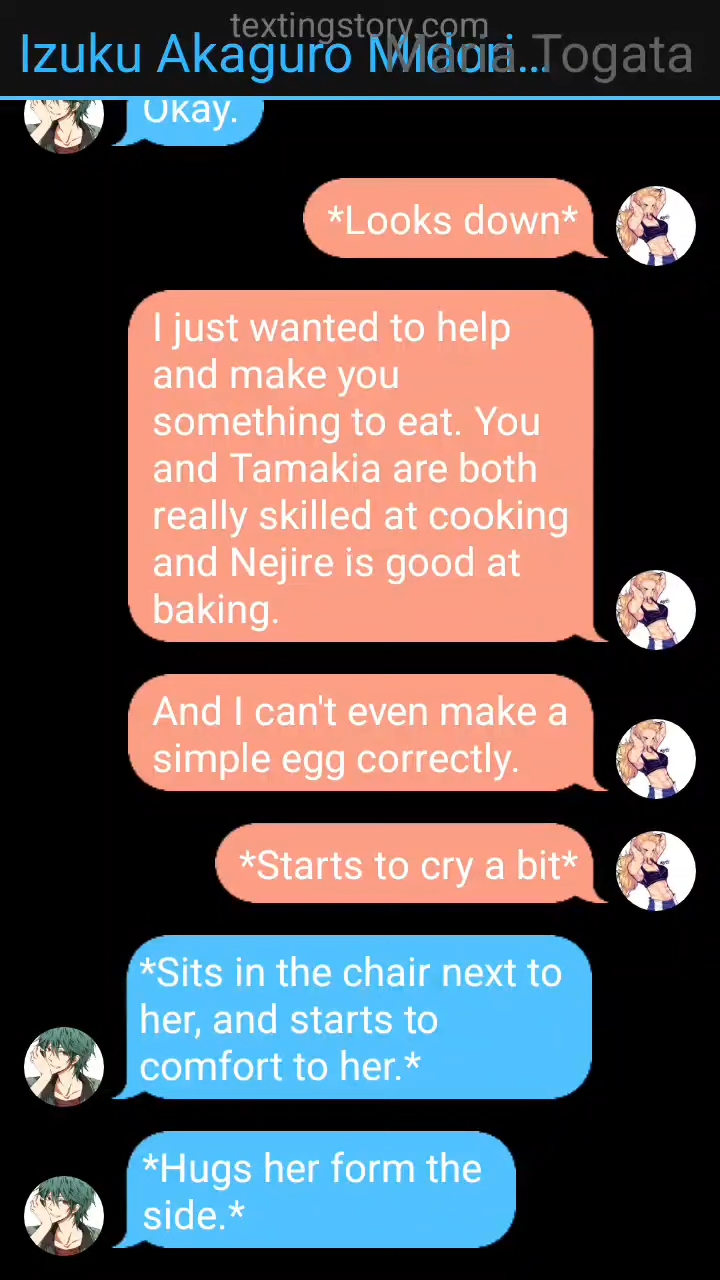 textingstory.com
Izuku Akaguro Midori...
Togata
Okay.
*Looks down*
I just wanted to help
and make you
something to eat. You
and Tamakia are both
really skilled at cooking
and Nejire is good at
baking.
And I can't even make a
simple egg correctly.
*Starts to cry a bit*
*Sits in the chair next to
her, and starts to
comfort to her.*
*Hugs her form the
side.*